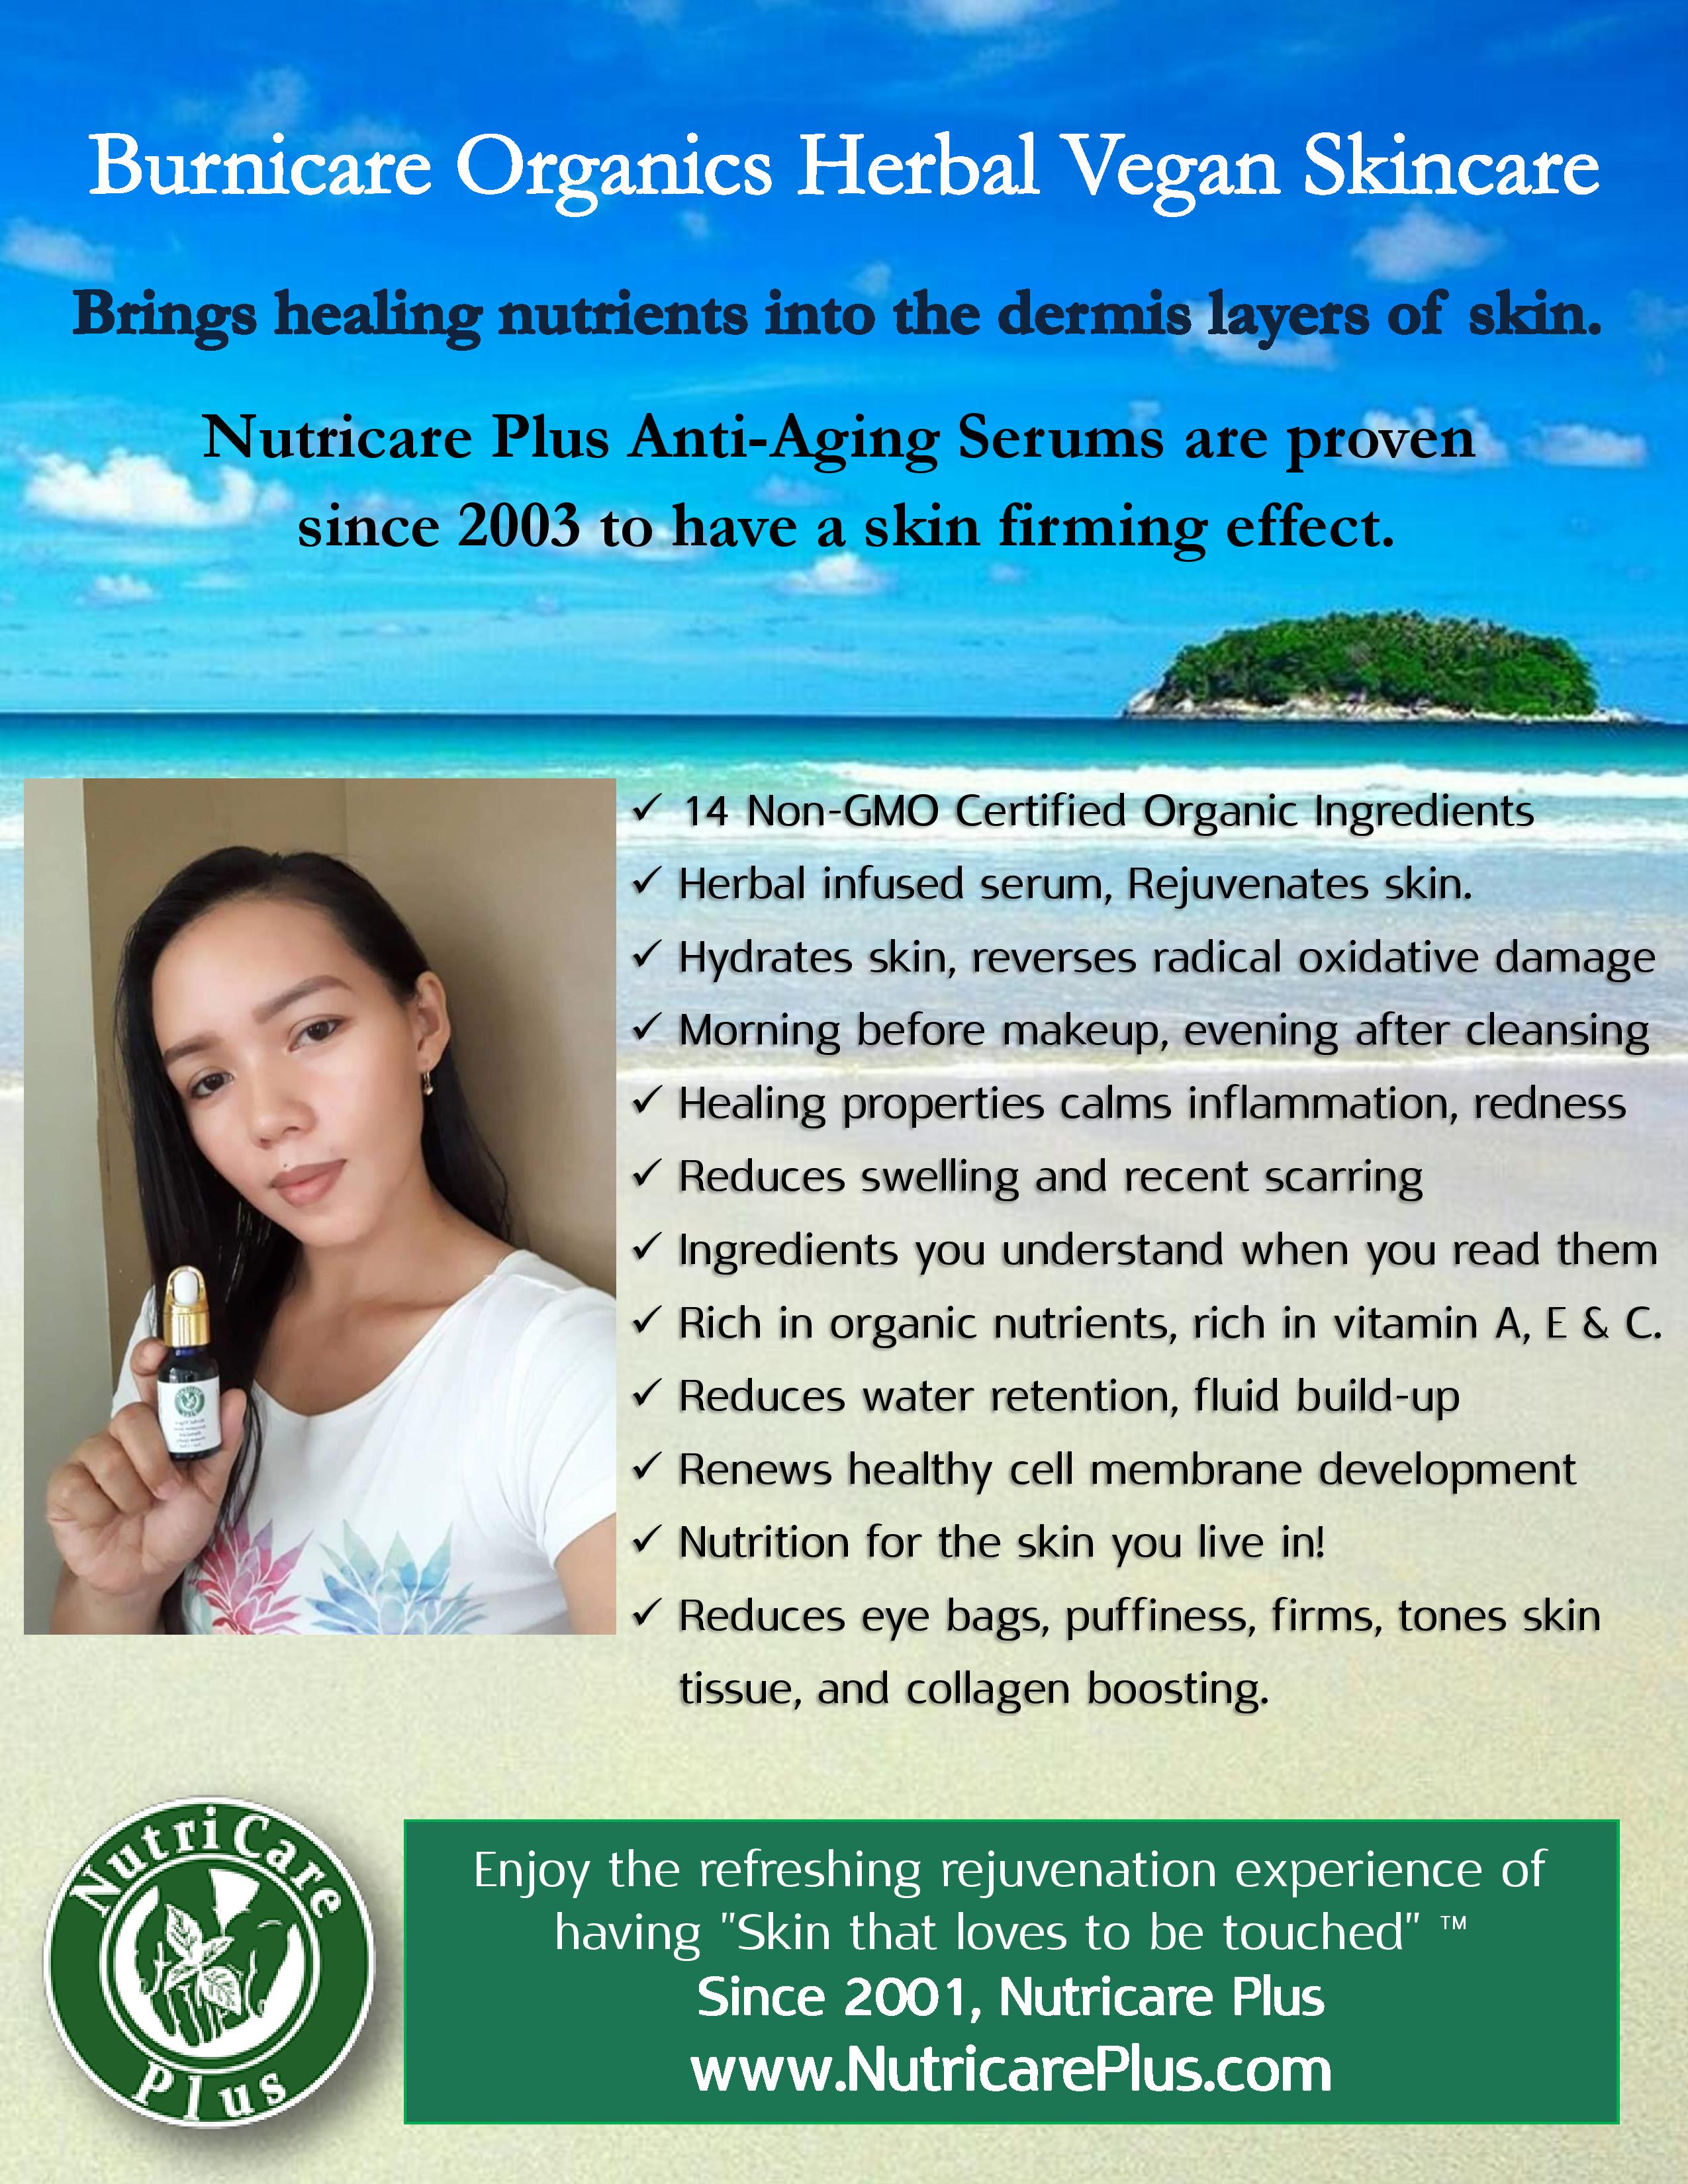 Burnicare Organics Herbal Vegan Skincare
Brings healing nutrients into the dermis layers of skin.
Nutricare Plus Anti-Aging Serums are proven
since 2003 to have a skin firming effect.
✓ 14 Non-GMO Certified Organic Ingredients
✓ Herbal infused serum, Rejuvenates skin.
✓ Hydrates skin, reverses radical oxidative damage
✓ Morning before makeup, evening after cleansing
✓ Healing properties calms inflammation, redness
✓ Reduces swelling and recent scarring
✓ Ingredients you understand when you read them
✓ Rich in organic nutrients, rich in vitamin A, E & C.
✓ Reduces water retention, fluid build-up
✓ Renews healthy cell membrane development
✓ Nutrition for the skin you live in!
✓ Reduces eye bags, puffiness, firms, tones skin
tissue, and collagen boosting.
NutriCare
Plus
Enjoy the refreshing rejuvenation experience of
having "Skin that loves to be touched" ™
Since 2001, Nutricare Plus
www.NutricarePlus.com